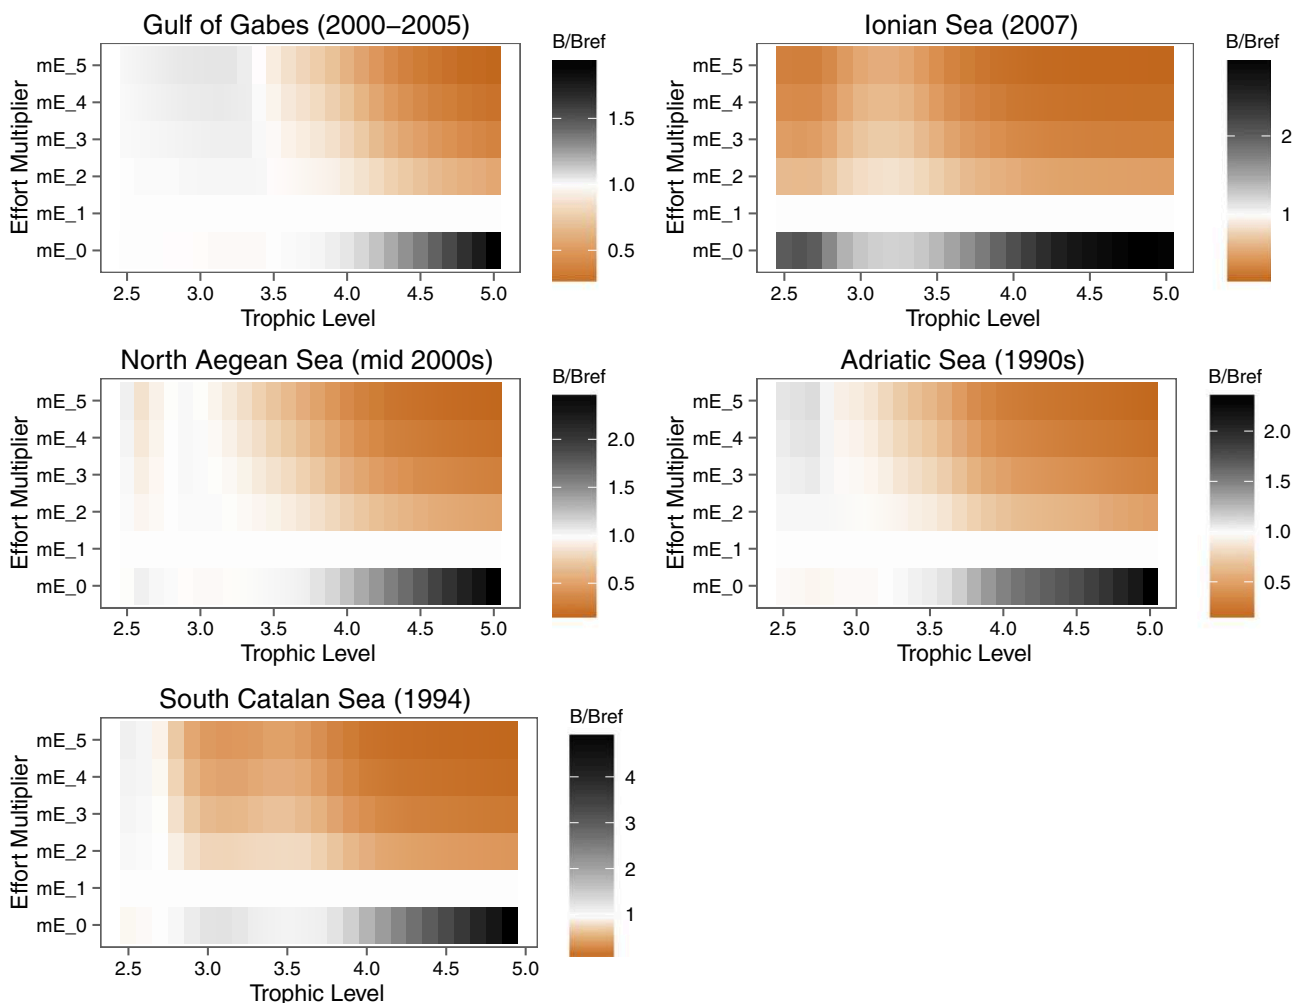 Gulf of Gabes (2000–2005)
B/Bref
Effort Multiplier
mE_5
mE_4
mE_3
mE_2
mE_1
mE_0
1.5
1.0
0.5
2.5 3.0 3.5 4.0 4.5 5.0
Trophic Level
Ionian Sea (2007)
B/Bref
Effort Multiplier
mE_5
mE_4
mE_3
mE_2
mE_1
mE_0
2
1
2.5 3.0 3.5 4.0 4.5 5.0
Trophic Level
North Aegean Sea (mid 2000s)
B/Bref
Effort Multiplier
mE_5
mE_4
mE_3
mE_2
mE_1
mE_0
2.0
1.5
1.0
0.5
2.5 3.0 3.5 4.0 4.5 5.0
Trophic Level
Adriatic Sea (1990s)
B/Bref
Effort Multiplier
mE_5
mE_4
mE_3
mE_2
mE_1
mE_0
2.0
1.5
1.0
0.5
2.5 3.0 3.5 4.0 4.5 5.0
Trophic Level
South Catalan Sea (1994)
B/Bref
Effort Multiplier
mE_5
mE_4
mE_3
mE_2
mE_1
mE_0
4
3
2
1
2.5 3.0 3.5 4.0 4.5 5.0
Trophic Level